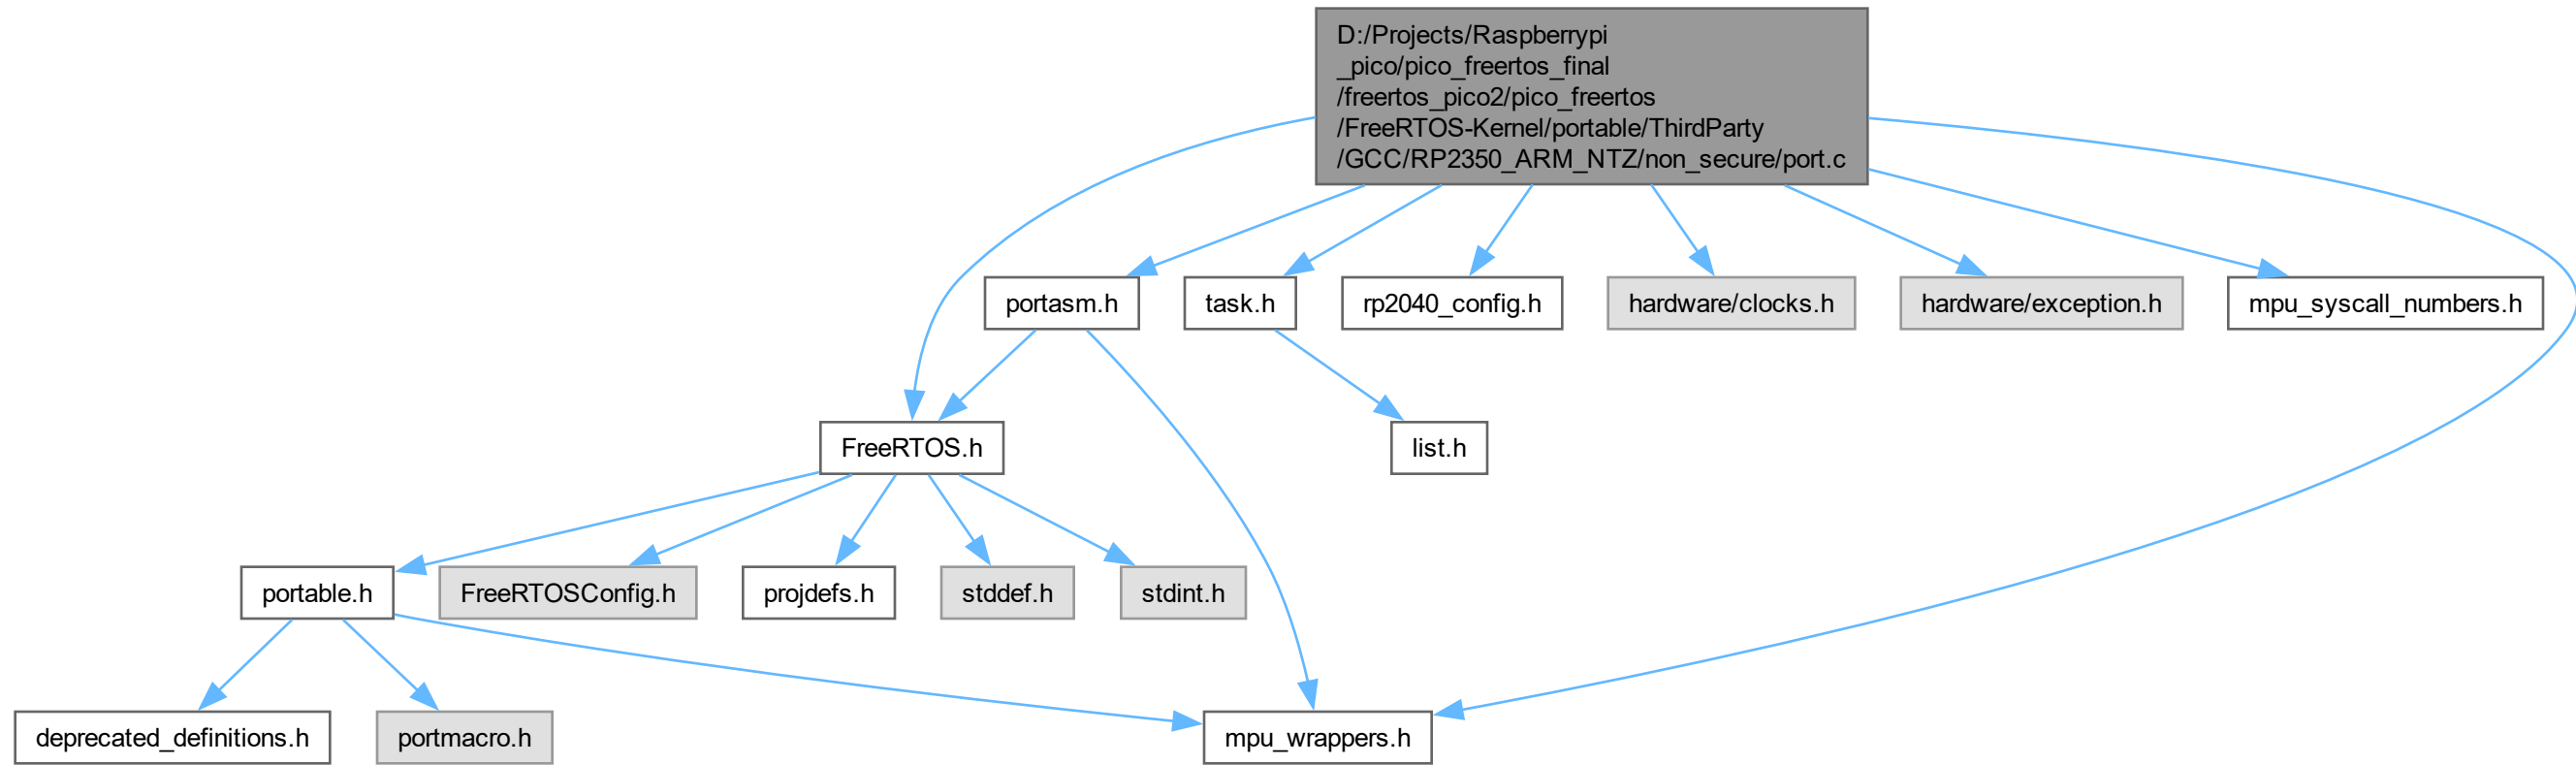 D:/Projects/Raspberrypi
_pico/pico_freertos_final
/freertos_pico2/pico_freertos
/FreeRTOS-Kernel/portable/ThirdParty
/GCC/RP2350_ARM_NTZ/non_secure/port.c
portasm.h
task.h
rp2040_config.h
hardware/clocks.h
hardware/exception.h
mpu_syscall_numbers.h
FreeRTOS.h
list.h
portable.h
FreeRTOSConfig.h
projdefs.h
stddef.h
stdint.h
deprecated_definitions.h
portmacro.h
mpu_wrappers.h